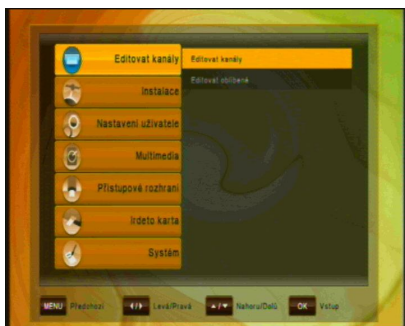 Editovat kanály
Editovat kanály
Editovat oblíbené
Instalace
Nastavení uživatele
Multimedia
Přístupové rozhraní
Irdeto karta
Systém
MENU Předchozí ◄/► Levá/Pravá ▲/▼ Nahoru/Dolů OK Vstup